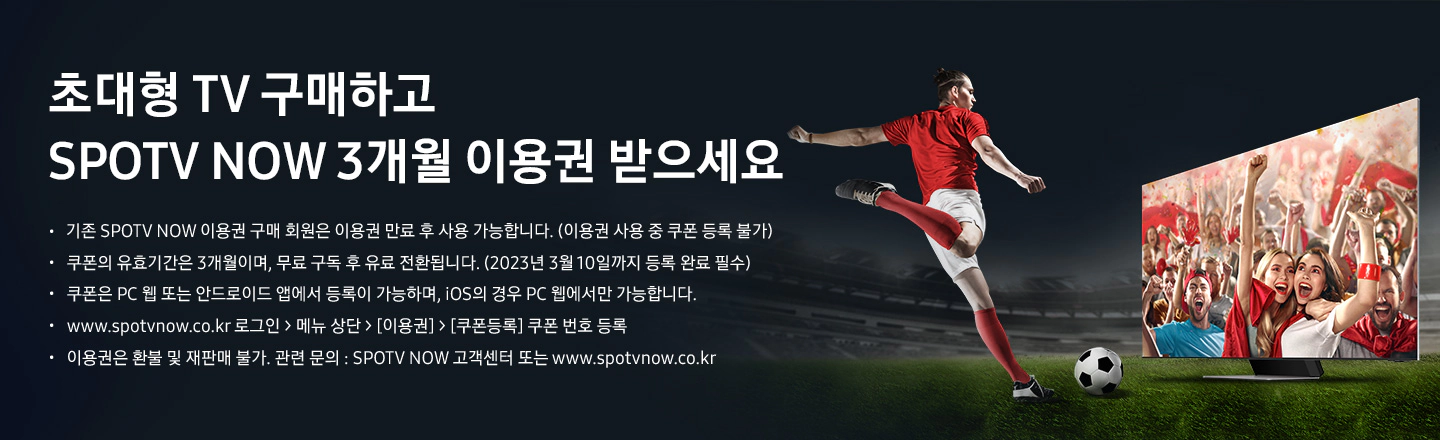 초대형 TV 구매하고
SPOTV NOW 3개월 이용권 받으세요
• 기존 SPOTV NOW 이용권 구매 회원은 이용권 만료 후 사용 가능합니다. (이용권 사용 중 쿠폰 등록 불가)
• 쿠폰의 유효기간은 3개월이며, 무료 구독 후 유료 전환됩니다. (2023년 3월 10일까지 등록 완료 필수)
• 쿠폰은 PC 웹 또는 안드로이드 앱에서 등록이 가능하며, iOS의 경우 PC 웹에서만 가능합니다.
• www.spotvnow.co.kr 로그인 > 메뉴 상단 > [이용권] > [쿠폰등록] 쿠폰 번호 등록
• 이용권은 환불 및 재판매 불가. 관련 문의 : SPOTV NOW 고객센터 또는 www.spotvnow.co.kr